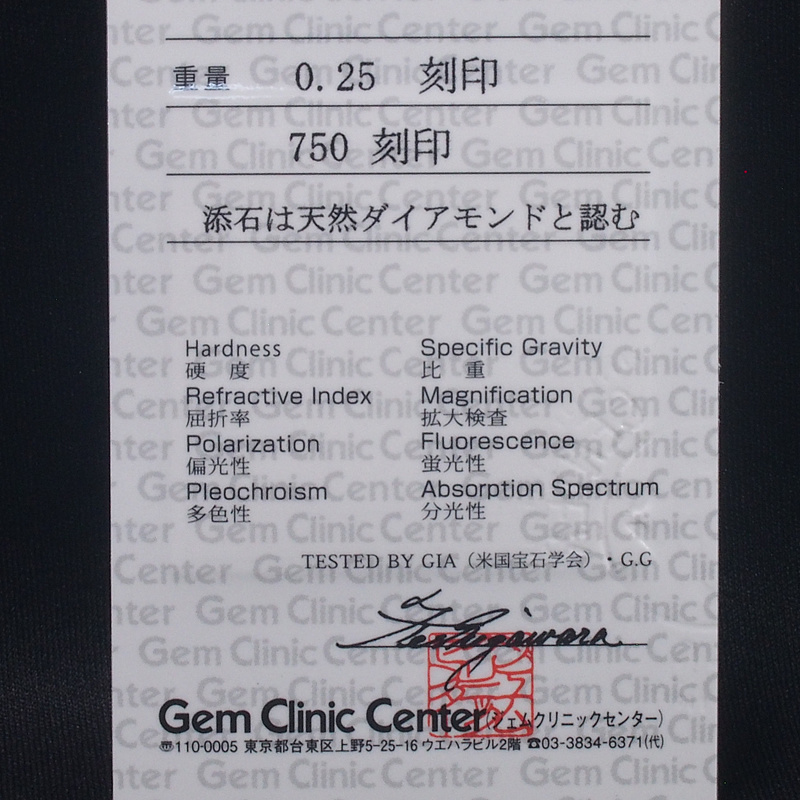 重量 0.25 刻印
750 刻印
添石は天然ダイアモンドと認む
Hardness
硬 度
Specific Gravity
比 重
Refractive Index
屈折率
Magnification
拡大検査
Polarization
偏光性
Fluorescence
蛍光性
Pleochroism
多色性
Absorption Spectrum
分光性
TESTED BY GIA(米国宝石学会)・G.G
Gem Clinic Center(ジェムクリニックセンター)
〠110-0005 東京都台東区上野5-25-16 ウエハラビル2階 ☎03-3834-6371(代)